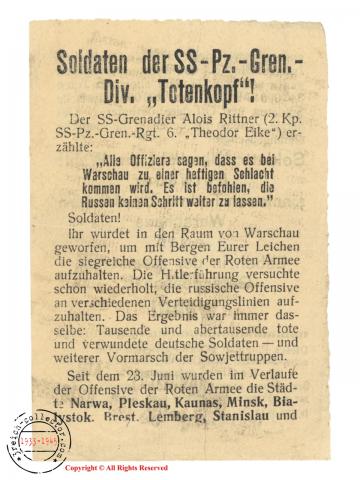 Soldaten der SS-Pz.-Gren.-
Div. „Totenkopf“!
Der SS-Grenadier Alois Rittner (2. Kp.
SS-Pz.-Gren.-Rgt. 6. „Theodor Eike“) er-
zählte:
„Alle Offiziere sagen, dass es bei
Warschau zu einer heftigen Schlacht
kommen wird. Es ist befohlen, die
Russen keinen Schritt weiter zu lassen.“
Soldaten!
Ihr wurdet in den Raum von Warschau
geworfen, um mit Bergen Eurer Leichen
die siegreiche Offensive der Roten Armee
aufzuhalten. Die H.tlerführung versuchte
schon wiederholt, die russische Offensive
an verschiedenen Verteidigungslinien auf-
zuhalten. Das Ergebnis war immer das-
selbe: Tausende und abertausende tote
und verwundete deutsche Soldaten — und
weiterer Vormarsch der Sowjettruppen.
Seit dem 23. Juni wurden im Verlaufe
der Offensive der Roten Armee die Städ-
te Narwa, Pleskau, Kaunas, Minsk, Bia-
lystok, Brest, Lemberg, Stanislau und
reich-collector.com
1933-1945
Copyright © All Rights Reserved